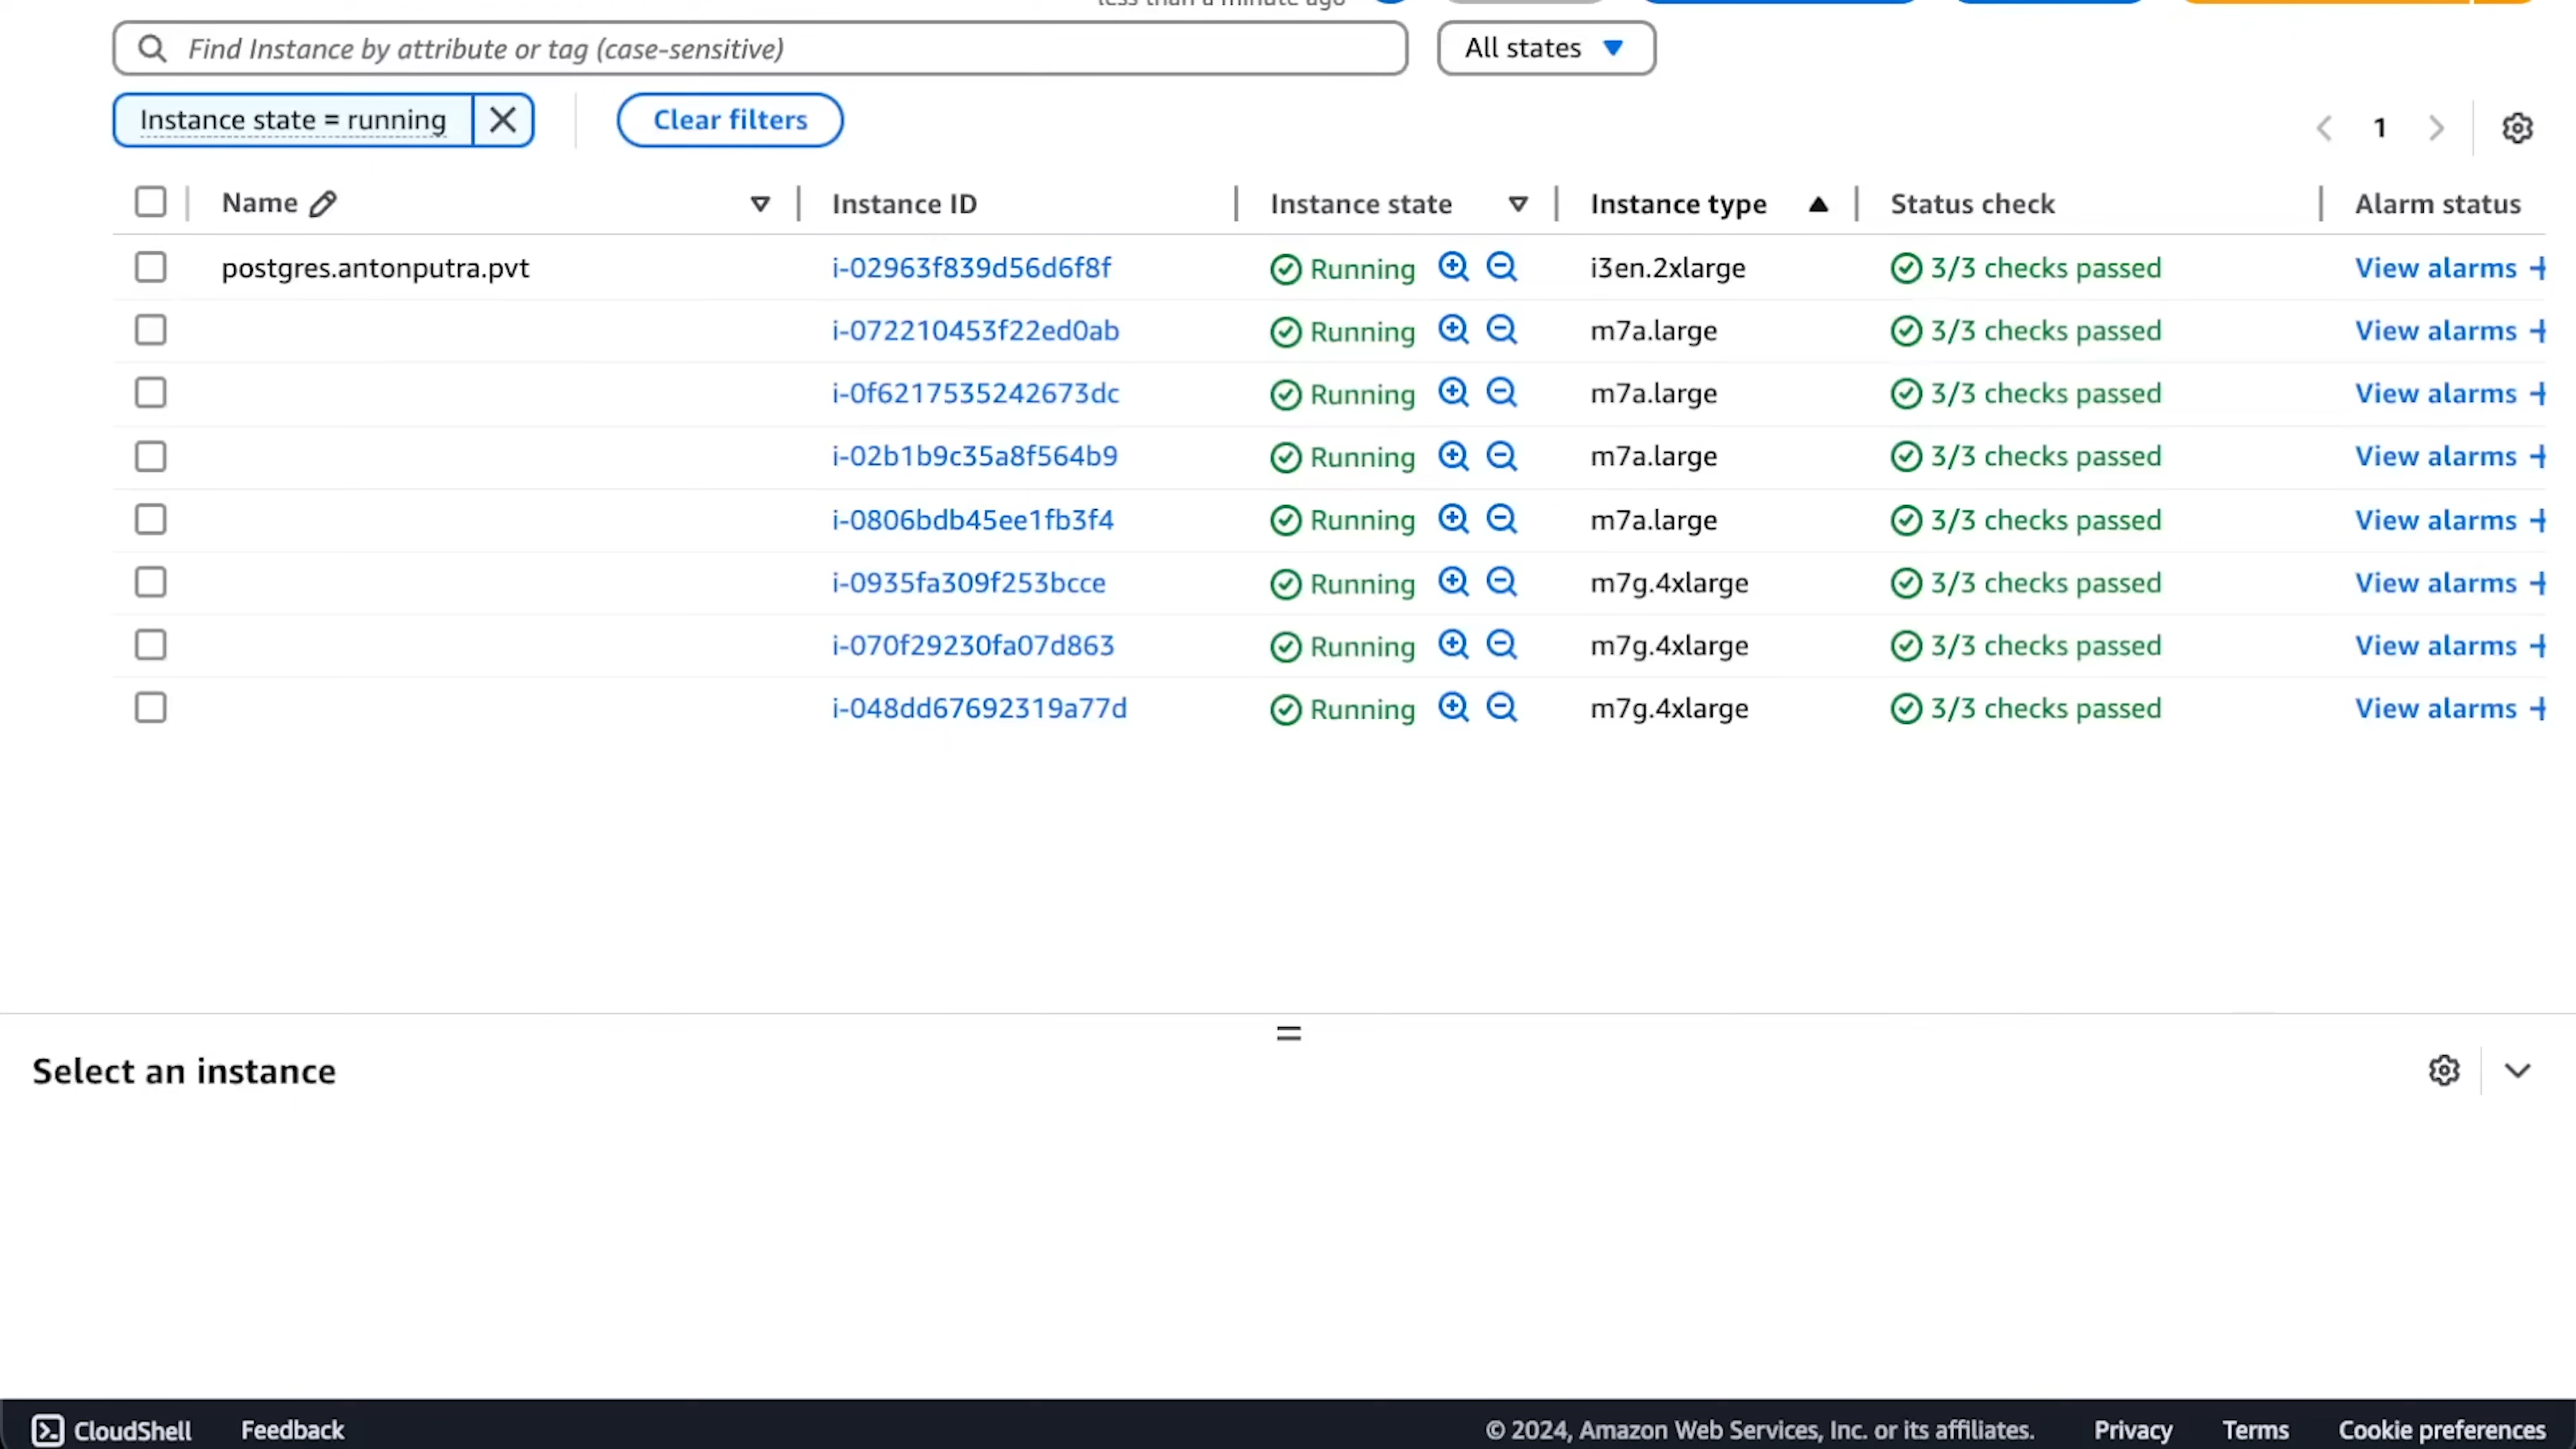 less than a minute ago
Find Instance by attribute or tag (case-sensitive)
All states
Instance state = running
Clear filters
1
Name Instance ID Instance state Instance type Status check Alarm status
postgres.antonputra.pvt i-02963f839d56d6f8f Running i3en.2xlarge 3/3 checks passed View alarms +
i-072210453f22ed0ab Running m7a.large 3/3 checks passed View alarms +
i-0f6217535242673dc Running m7a.large 3/3 checks passed View alarms +
i-02b1b9c35a8f564b9 Running m7a.large 3/3 checks passed View alarms +
i-0806bdb45ee1fb3f4 Running m7a.large 3/3 checks passed View alarms +
i-0935fa309f253bcce Running m7g.4xlarge 3/3 checks passed View alarms +
i-070f29230fa07d863 Running m7g.4xlarge 3/3 checks passed View alarms +
i-048dd67692319a77d Running m7g.4xlarge 3/3 checks passed View alarms +
Select an instance
CloudShell Feedback © 2024, Amazon Web Services, Inc. or its affiliates. Privacy Terms Cookie preferences